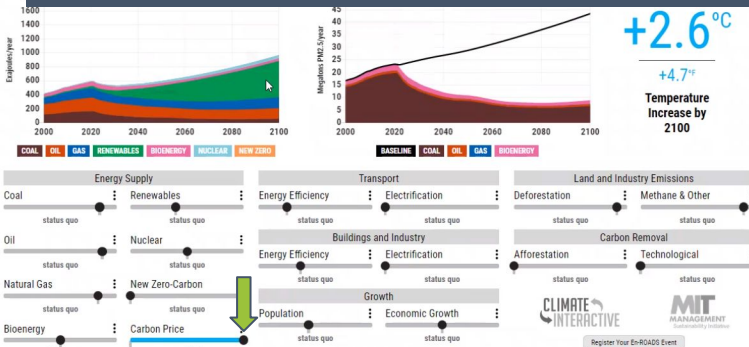 1600
1400
1200
1000
800
600
400
200
0
Exajoules/year
2000 2020 2040 2060 2080 2100
COAL OIL GAS RENEWABLES BIOENERGY NUCLEAR NEW ZERO
45
40
35
30
25
20
15
10
5
0
Megatons PM2.5/year
2000 2020 2040 2060 2080 2100
BASELINE COAL OIL GAS BIOENERGY
+2.6°C
+4.7°F
Temperature
Increase by
2100
Energy Supply
Coal
status quo
Renewables
status quo
Oil
status quo
Nuclear
status quo
Natural Gas
status quo
New Zero-Carbon
status quo
Bioenergy
Carbon Price
Transport
Energy Efficiency
status quo
Electrification
status quo
Buildings and Industry
Energy Efficiency
status quo
Electrification
status quo
Growth
Population
status quo
Economic Growth
status quo
Land and Industry Emissions
Deforestation
status quo
Methane & Other
status quo
Carbon Removal
Afforestation
status quo
Technological
status quo
CLIMATE
INTERACTIVE
MIT
MANAGEMENT
Sustainability Initiative
Register Your En-ROADS Event